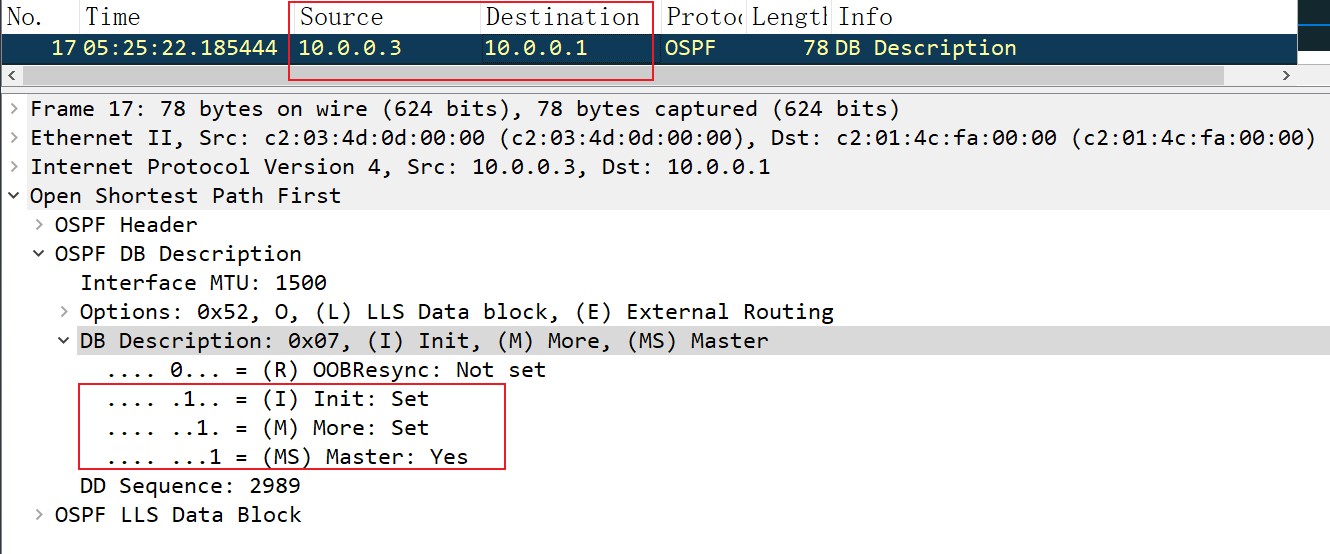 No. Time Source Destination Protoc Length Info
17 05:25:22.185444 10.0.0.3 10.0.0.1 OSPF 78 DB Description
Frame 17: 78 bytes on wire (624 bits), 78 bytes captured (624 bits)
Ethernet II, Src: c2:03:4d:0d:00:00 (c2:03:4d:0d:00:00), Dst: c2:01:4c:fa:00:00 (c2:01:4c:fa:00:00)
Internet Protocol Version 4, Src: 10.0.0.3, Dst: 10.0.0.1
Open Shortest Path First
OSPF Header
OSPF DB Description
Interface MTU: 1500
Options: 0x52, O, (L) LLS Data block, (E) External Routing
DB Description: 0x07, (I) Init, (M) More, (MS) Master
.... 0... = (R) OOBResync: Not set
.... .1.. = (I) Init: Set
.... ..1. = (M) More: Set
.... ...1 = (MS) Master: Yes
DD Sequence: 2989
OSPF LLS Data Block